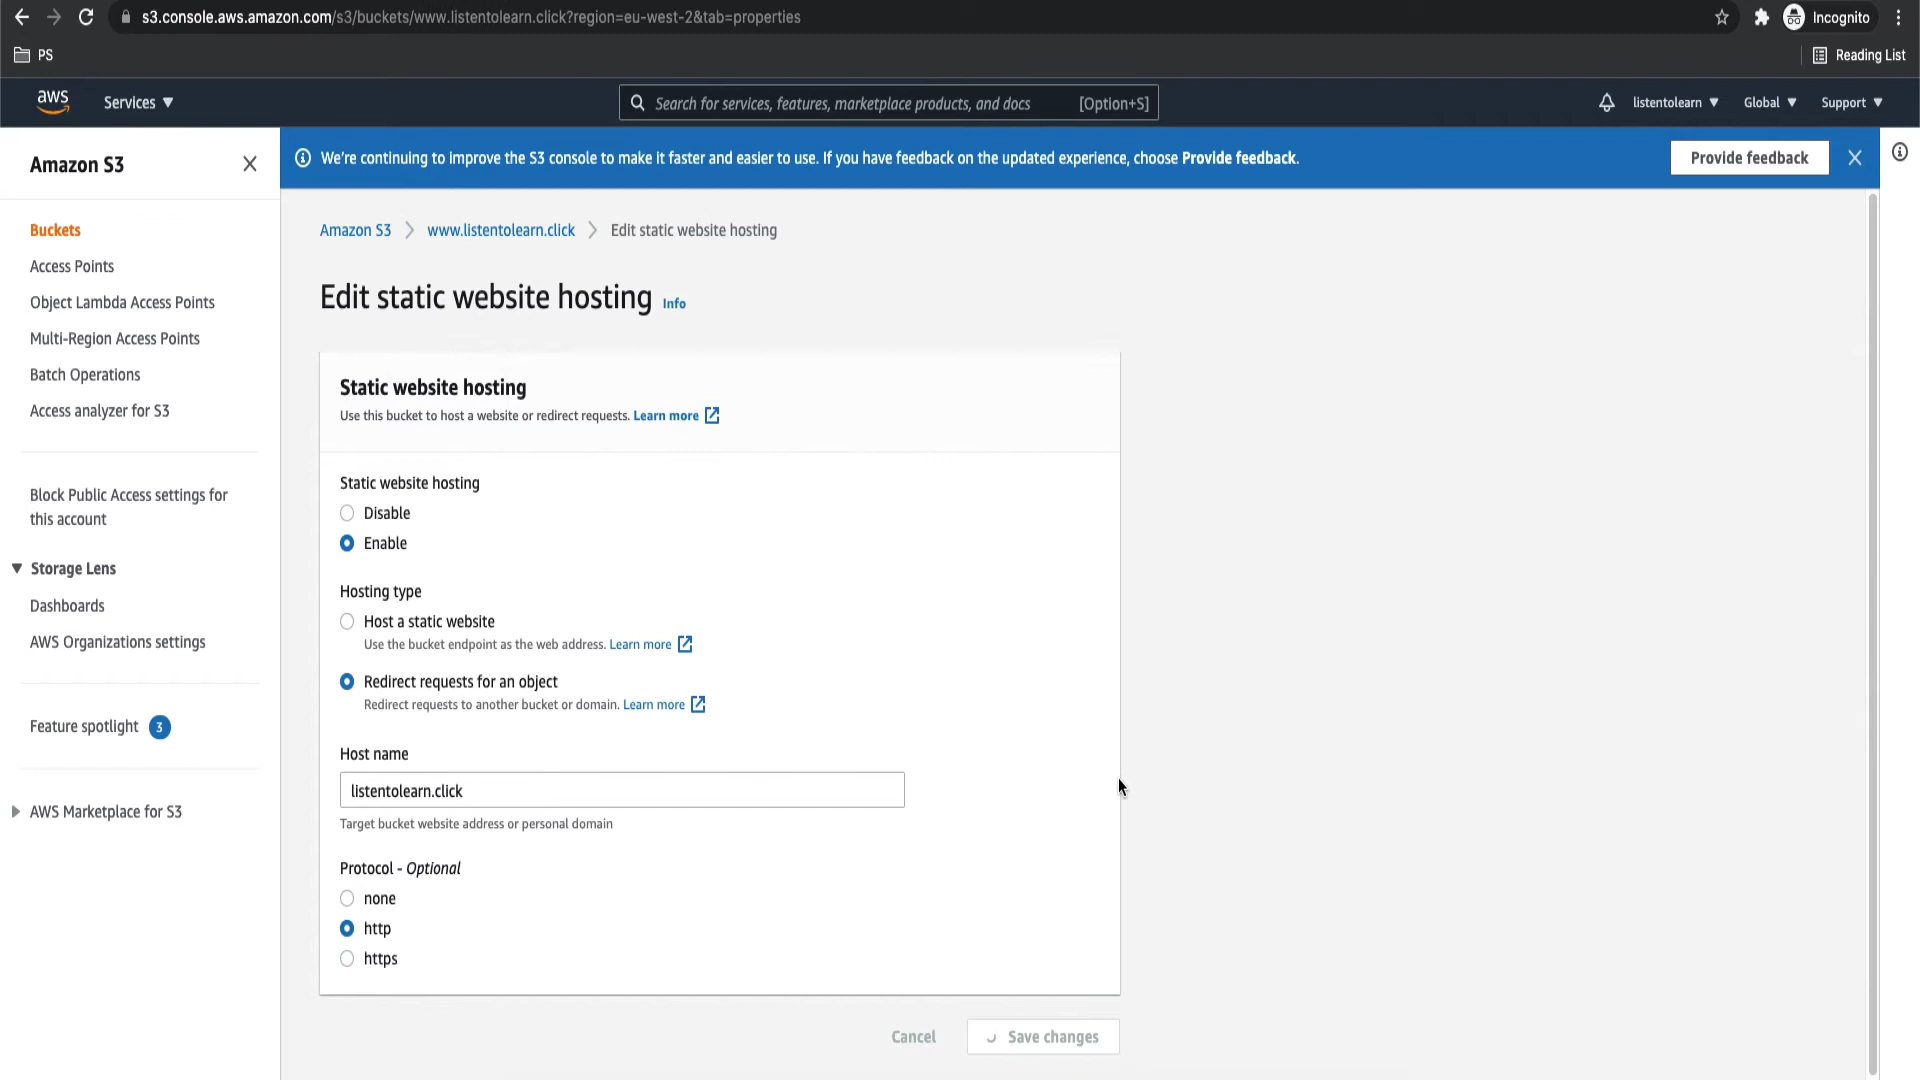 s3.console.aws.amazon.com/s3/buckets/www.listentolearn.click?region=eu-west-2&tab=properties
Incognito
PS
Reading List
aws
Services ▼
Search for services, features, marketplace products, and docs
[Option+S]
listentolearn ▼
Global ▼
Support ▼
Amazon S3
We're continuing to improve the S3 console to make it faster and easier to use. If you have feedback on the updated experience, choose Provide feedback.
Provide feedback
Buckets
Access Points
Object Lambda Access Points
Multi-Region Access Points
Batch Operations
Access analyzer for S3
Block Public Access settings for
this account
Storage Lens
Dashboards
AWS Organizations settings
Feature spotlight 3
AWS Marketplace for S3
Amazon S3 > www.listentolearn.click > Edit static website hosting
Edit static website hosting Info
Static website hosting
Use this bucket to host a website or redirect requests. Learn more
Static website hosting
Disable
Enable
Hosting type
Host a static website
Use the bucket endpoint as the web address. Learn more
Redirect requests for an object
Redirect requests to another bucket or domain. Learn more
Host name
listentolearn.click
Target bucket website address or personal domain
Protocol - Optional
none
http
https
Cancel
Save changes